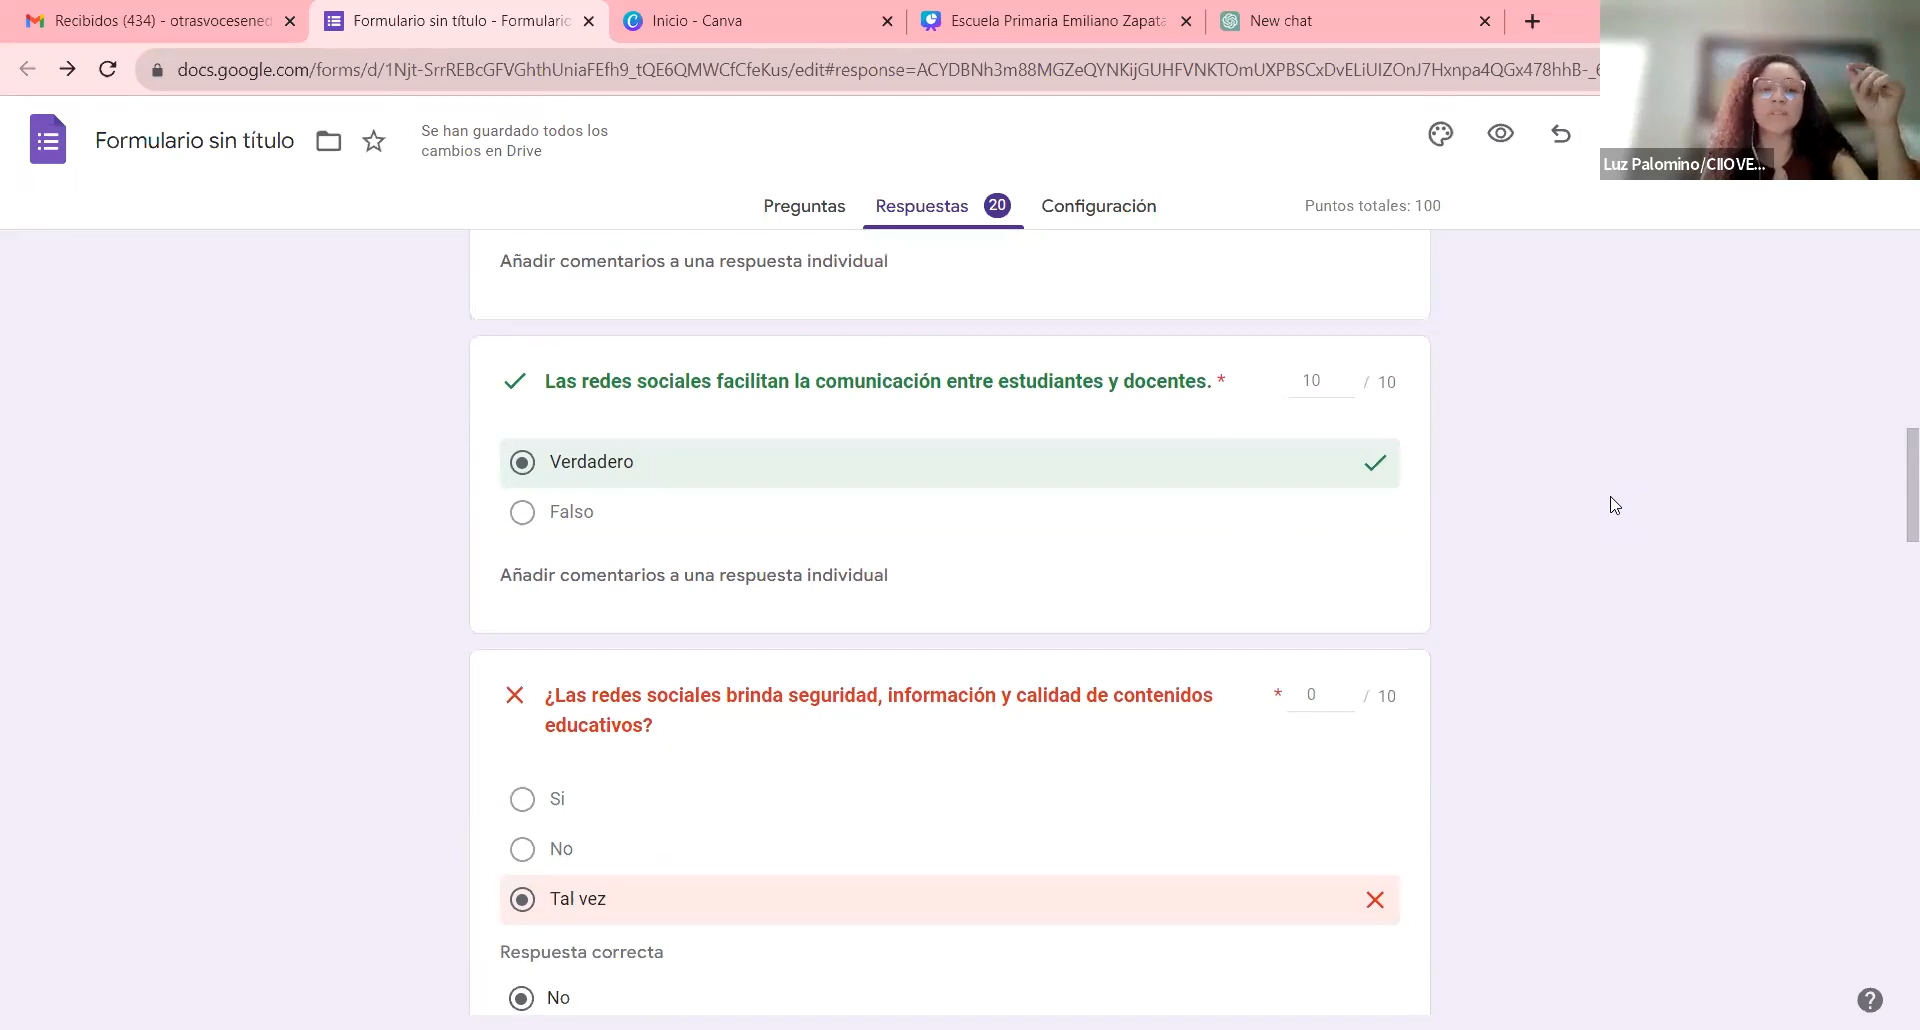 Recibidos (434) - otrasvocesened
Formulario sin título - Formulario
Inicio - Canva
Escuela Primaria Emiliano Zapata
New chat
docs.google.com/forms/d/1Njt-SrrREBcGFVGhthUniaFEfh9_tQE6QMWCfCfeKus/edit#response=ACYDBNh3m88MGZeQYNKijGUHFVNKTOmUXPBSCxDvELiUIZOnJ7Hxnpa4QGx478hhB-_6
Luz Palomino/CIIOVE...
Formulario sin título
Se han guardado todos los
cambios en Drive
Preguntas
Respuestas 20
Configuración
Puntos totales: 100
Añadir comentarios a una respuesta individual
Las redes sociales facilitan la comunicación entre estudiantes y docentes. * 10 / 10
Verdadero
Falso
Añadir comentarios a una respuesta individual
¿Las redes sociales brinda seguridad, información y calidad de contenidos * 0 / 10
educativos?
Si
No
Tal vez
Respuesta correcta
No